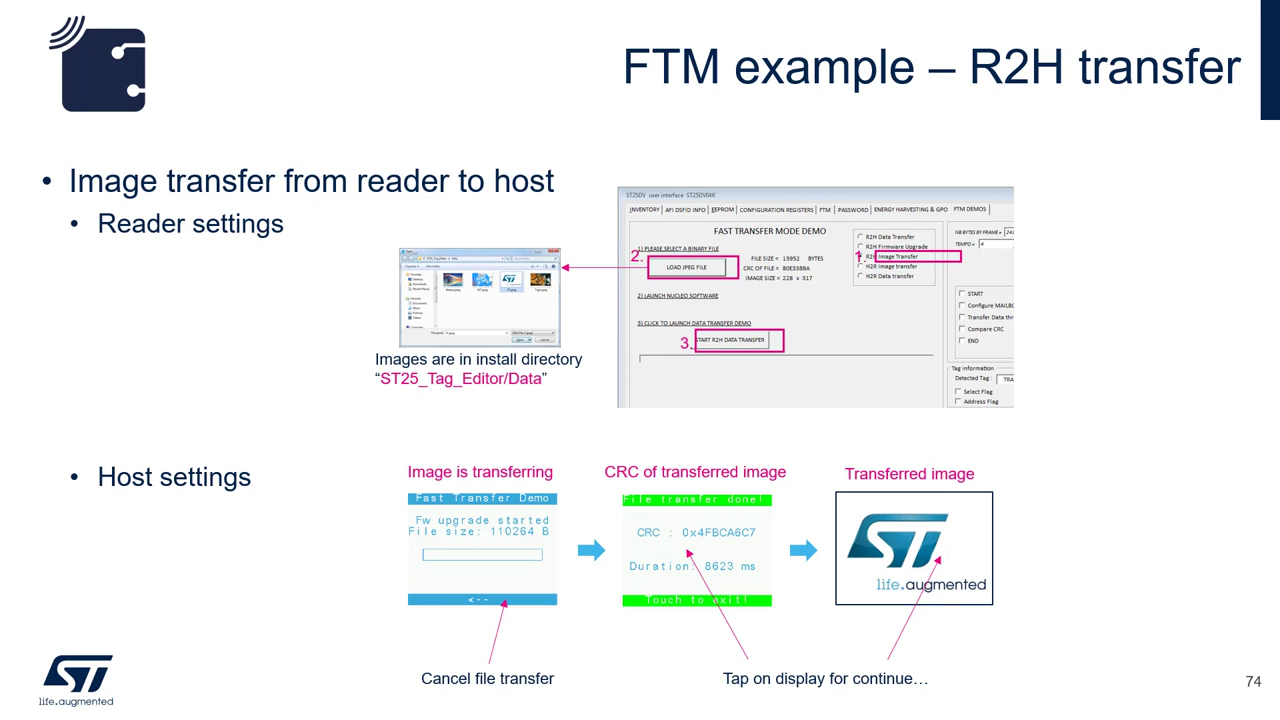 FTM example – R2H transfer
• Image transfer from reader to host
• Reader settings
ST25DV user interface ST25DV04K
INVENTORY AFI DSFID INFO EEPROM CONFIGURATION REGISTERS FTM PASSWORD ENERGY HARVESTING & GPO FTM DEMOS
FAST TRANSFER MODE DEMO
1) PLEASE SELECT A BINARY FILE
2.
LOAD JPEG FILE
FILE SIZE = 13952 BYTES
CRC OF FILE = 80E338BA
IMAGE SIZE = 228 x 317
R2H Data Transfer
R2H Firmware Upgrade
1.
R2H Image Transfer
H2R Image transfer
H2R Data transfer
NB BYTES BY FRAME =
TEMPO = 4
2) LAUNCH NUCLEO SOFTWARE
3) CLICK TO LAUNCH DATA TRANSFER DEMO
3.
START R2H DATA TRANSFER
START
Configure MAILBO
Transfer Data thr
Compare CRC
END
Tag Information
Detected Tag : TRA
Select Flag
Address Flag
Images are in install directory
“ST25_Tag_Editor/Data”
• Host settings
Image is transferring
Fast Transfer Demo
Fw upgrade started
File size: 110264 B
<--
Cancel file transfer
CRC of transferred image
File transfer done!
CRC : 0x4FBCA6C7
Duration: 8623 ms
Touch to exit!
Transferred image
ST
life.augmented
Tap on display for continue…
ST
life.augmented
74